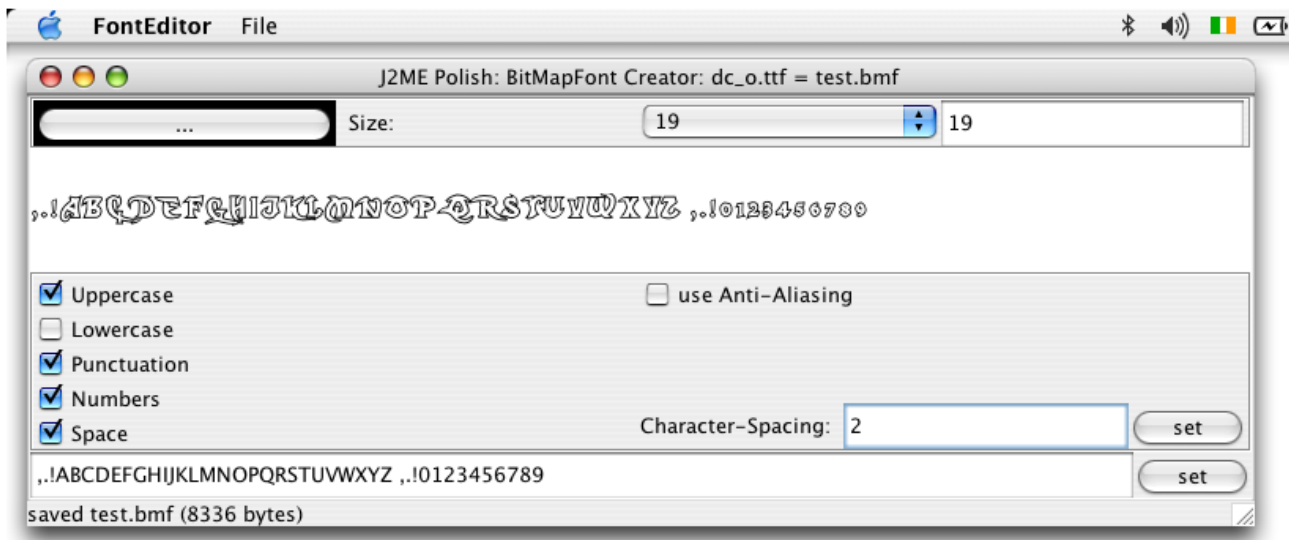 FontEditor File
J2ME Polish: BitMapFont Creator: dc_o.ttf = test.bmf
... Size: 19 19
,.!ABCDEFGHIJKLMNOPQRSTUVWXYZ ,.!0123456789
Uppercase use Anti-Aliasing
Lowercase
Punctuation
Numbers
Space Character-Spacing: 2 set
,.!ABCDEFGHIJKLMNOPQRSTUVWXYZ ,.!0123456789 set
saved test.bmf (8336 bytes)